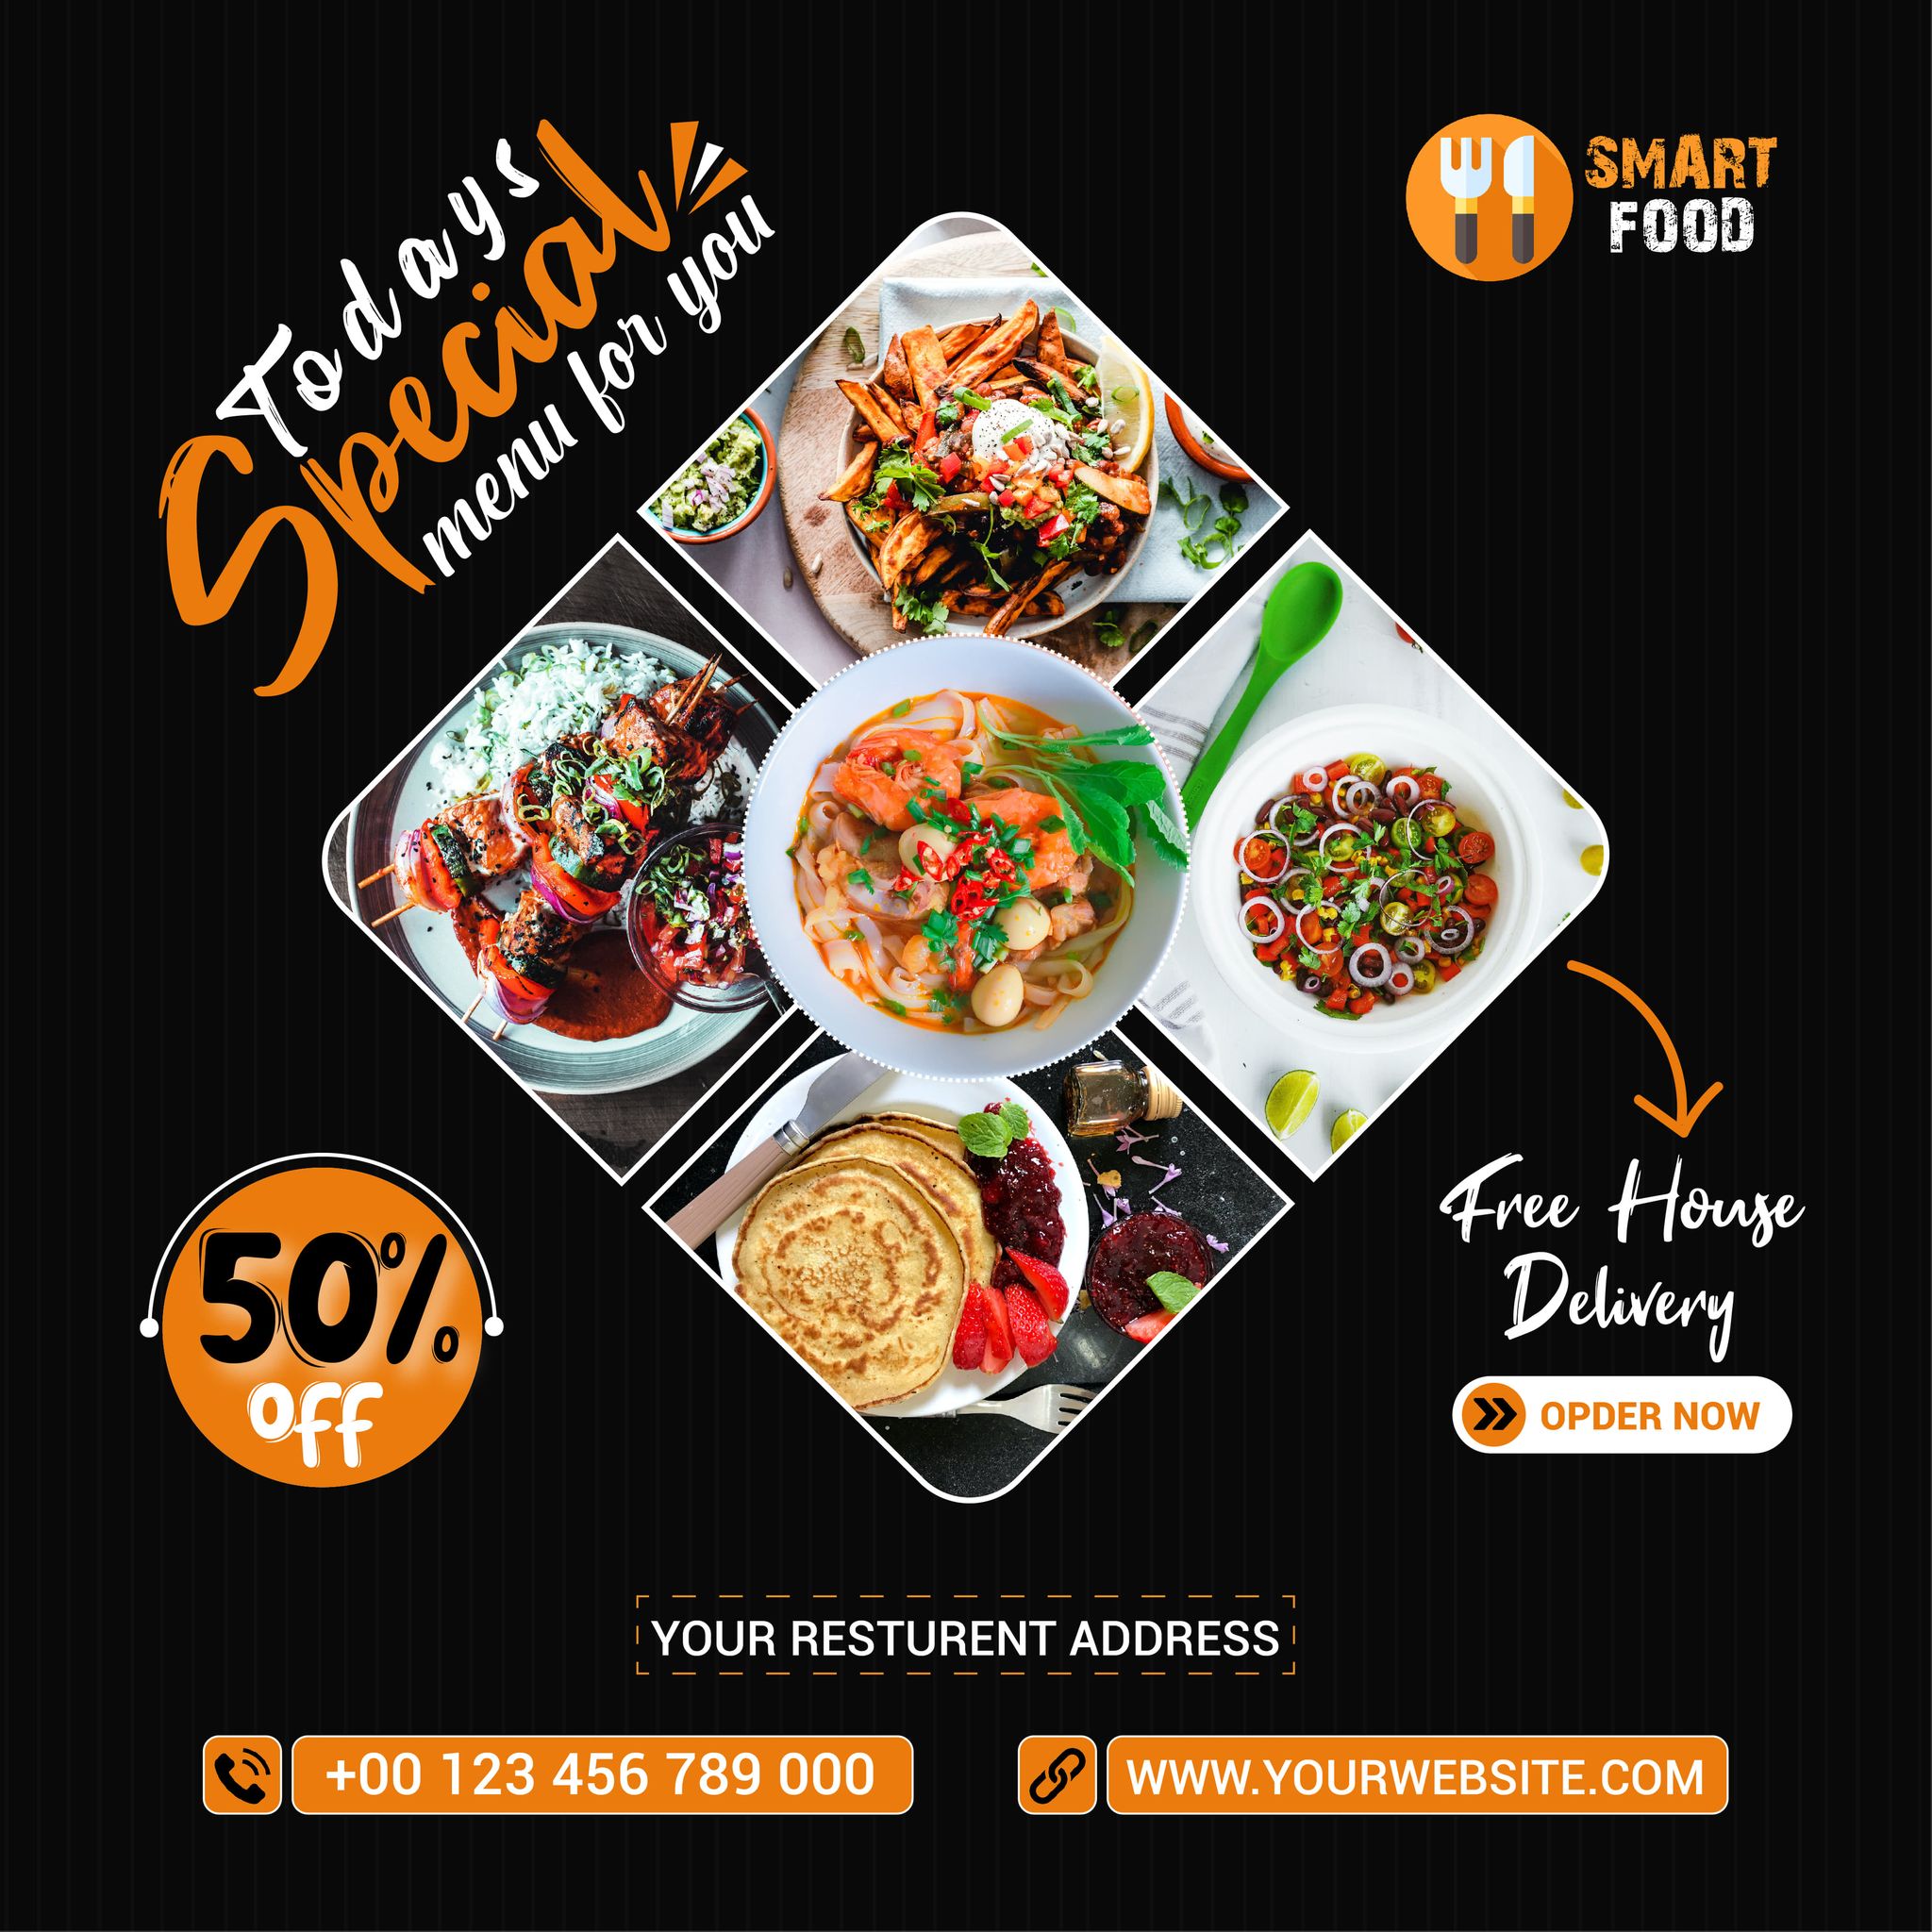 Todays
Special
menu for you
SMART
FOOD
50%
off
Free House
Delivery
OPDER NOW
YOUR RESTURENT ADDRESS
+00 123 456 789 000
WWW.YOURWEBSITE.COM